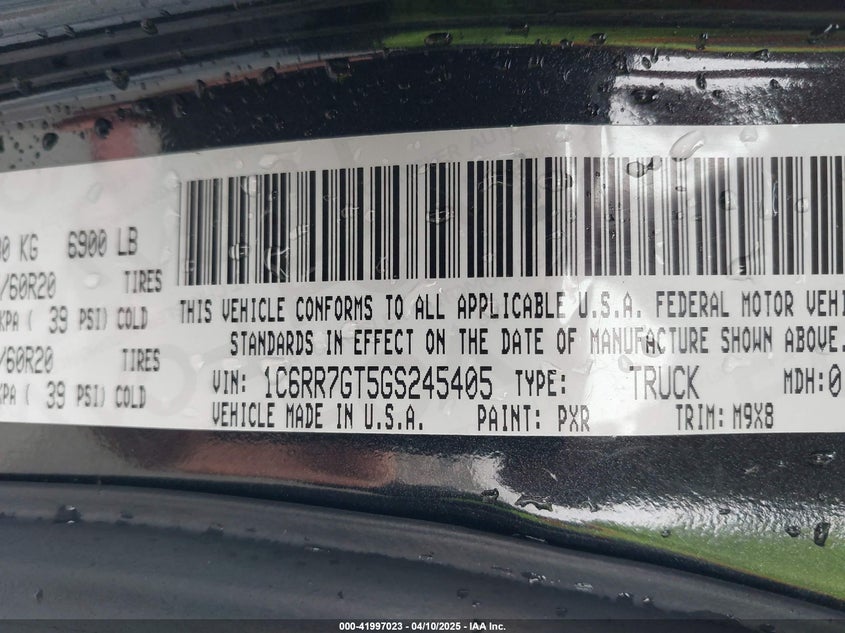 00 KG 6900 LB
/60R20 TIRES
KPA ( 39 PSI) COLD
/60R20 TIRES
KPA ( 39 PSI) COLD
THIS VEHICLE CONFORMS TO ALL APPLICABLE U.S.A. FEDERAL MOTOR VEHI
STANDARDS IN EFFECT ON THE DATE OF MANUFACTURE SHOWN ABOVE.
VIN: 1C6RR7GT5GS245405 TYPE: TRUCK MDH: 0
VEHICLE MADE IN U.S.A. PAINT: PXR TRIM: M9X8
000-41997023 - 04/10/2025 - IAA Inc.